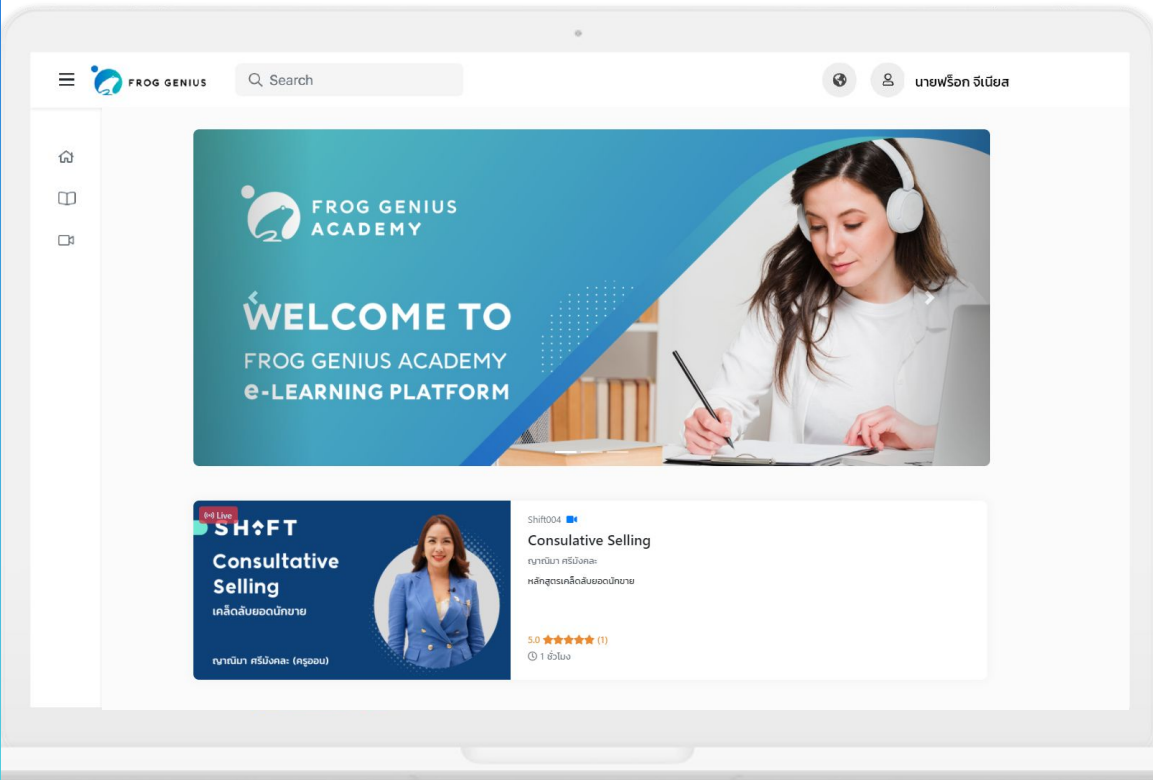 FROG GENIUS
Search
นายฟร็อก จีเนียส
FROG GENIUS
ACADEMY
WELCOME TO
FROG GENIUS ACADEMY
e-LEARNING PLATFORM
Live
SHIFT
Consultative
Selling
เคล็ดลับยอดนักขาย
ญาณิมา ศรีมังคละ (ครูออน)
Shift004
Consulative Selling
ญาณิมา ศรีมังคละ
หลักสูตรเคล็ดลับยอดนักขาย
5.0 ★★★★★ (1)
1 ชั่วโมง